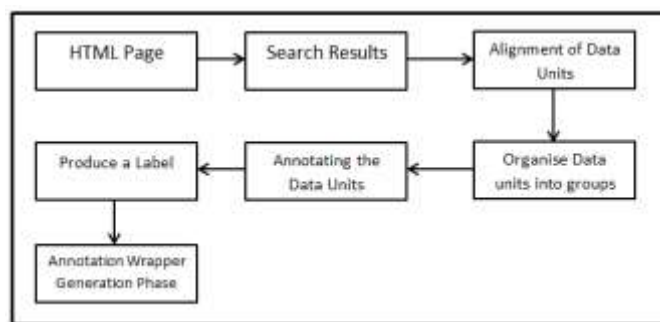 HTML Page
Search Results
Alignment of Data
Units
Organise Data
units into groups
Annotating the
Data Units
Produce a Label
Annotation Wrapper
Generation Phase